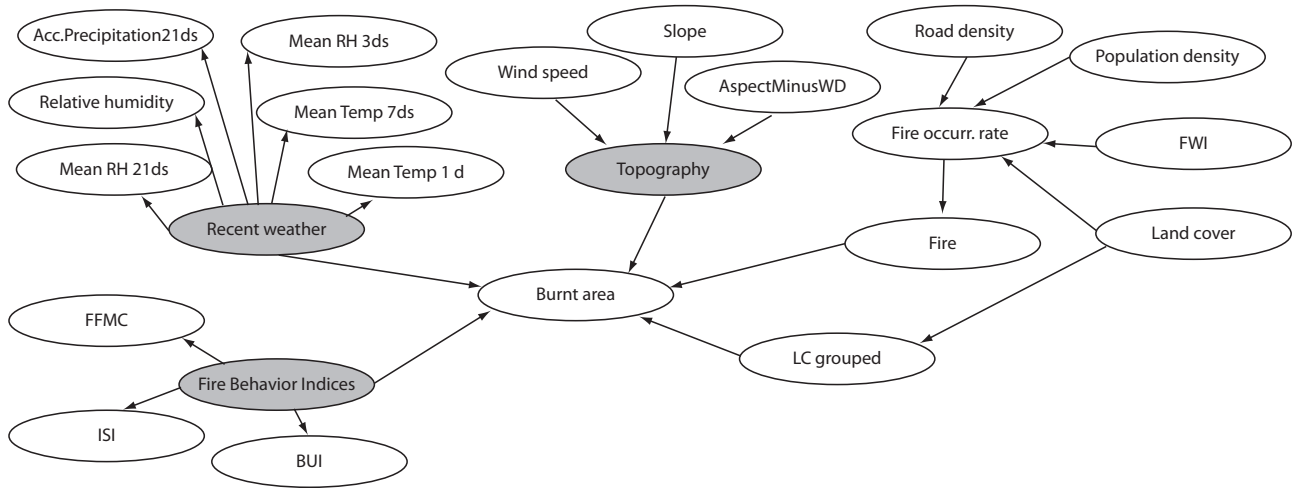 Acc.Precipitation21ds
Mean RH 3ds
Relative humidity
Mean Temp 7ds
Mean RH 21ds
Mean Temp 1 d
Recent weather
Slope
Wind speed
AspectMinusWD
Topography
Road density
Population density
Fire occurr. rate
FWI
Land cover
Fire
Burnt area
LC grouped
FFMC
Fire Behavior Indices
ISI
BUI